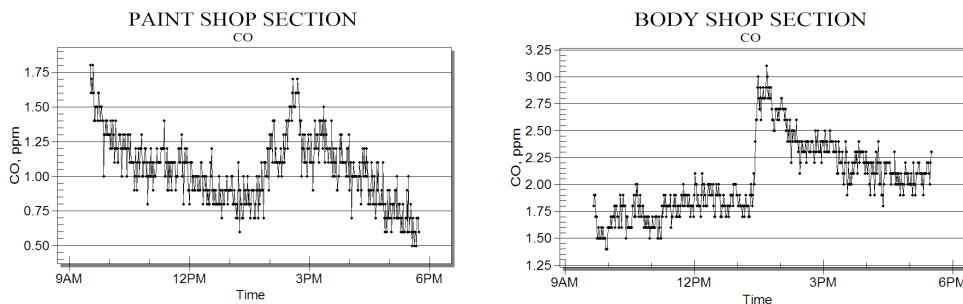 PAINT SHOP SECTION
CO
CO, ppm
1.75
1.50
1.25
1.00
0.75
0.50
9AM
12PM
3PM
6PM
Time
BODY SHOP SECTION
CO
CO, ppm
3.25
3.00
2.75
2.50
2.25
2.00
1.75
1.50
1.25
9AM
12PM
3PM
6PM
Time